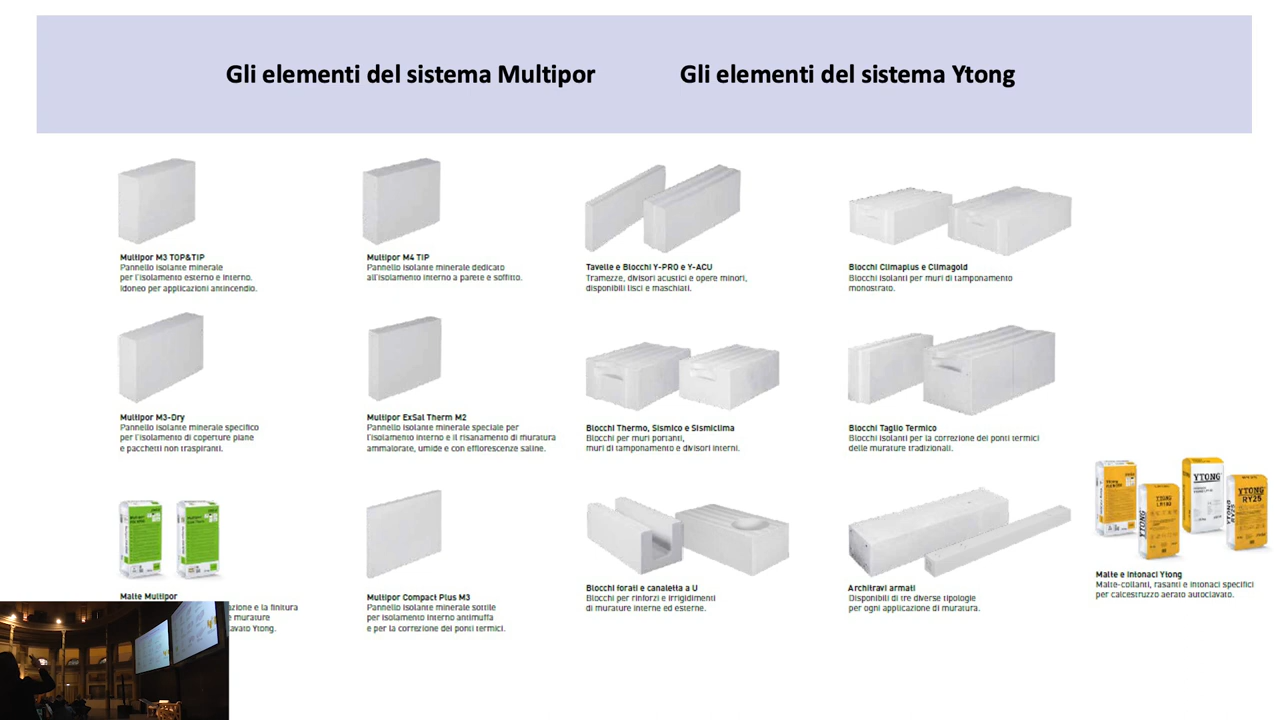 Gli elementi del sistema Multipor
Gli elementi del sistema Ytong
Multipor M3 TOP&TIP
Pannello isolante minerale
per l'isolamento esterno e interno.
Idoneo per applicazioni antincendio.
Multipor M4 TIP
Pannello isolante minerale dedicato
all'isolamento interno a parete e soffitto.
Tavelle e Blocchi Y-PRO e Y-ACU
Tramezze, divisori acustici e opere minori,
disponibili lisci e maschiati.
Blocchi Climaplus e Climagold
Blocchi isolanti per muri di tamponamento
monostrato.
Multipor M3-Dry
Pannello isolante minerale specifico
per l'isolamento di coperture piane
e pacchetti non traspiranti.
Multipor ExSal Therm M2
Pannello isolante minerale speciale per
l'isolamento interno e il risanamento di muratura
ammalorate, umide e con efflorescenze saline.
Blocchi Thermo, Sismico e Sismiclima
Blocchi per muri portanti,
muri di tamponamento e divisori interni.
Blocchi Taglio Termico
Blocchi isolanti per la correzione dei ponti termici
delle murature tradizionali.
Malte Multipor
azione e la finitura
e murature
lavato Ytong.
Multipor Compact Plus M3
Pannello isolante minerale sottile
per isolamento interno antimuffa
e per la correzione dei ponti termici.
Blocchi forati e canaletta a U
Blocchi per rinforzi e irrigidimenti
di murature interne ed esterne.
Architravi armati
Disponibili di tre diverse tipologie
per ogni applicazione di muratura.
YTONG
YTONG
YTONG
RY25
Malte e Intonaci Ytong
Malte-collanti, rasanti e intonaci specifici
per calcestruzzo aerato autoclavato.